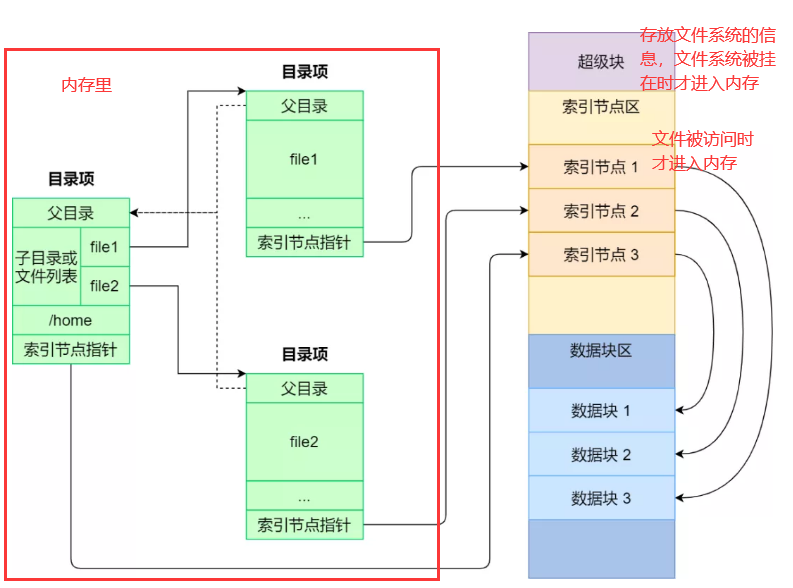 存放文件系统的信
息，文件系统被挂
在时才进入内存
超级块
索引节点区
文件被访问时
才进入内存
索引节点 1
索引节点 2
索引节点 3
数据块区
数据块 1
数据块 2
数据块 3
内存里
目录项
父目录
file1
...
索引节点指针
目录项
父目录
子目录或
文件列表
file1
file2
/home
索引节点指针
目录项
父目录
file2
...
索引节点指针